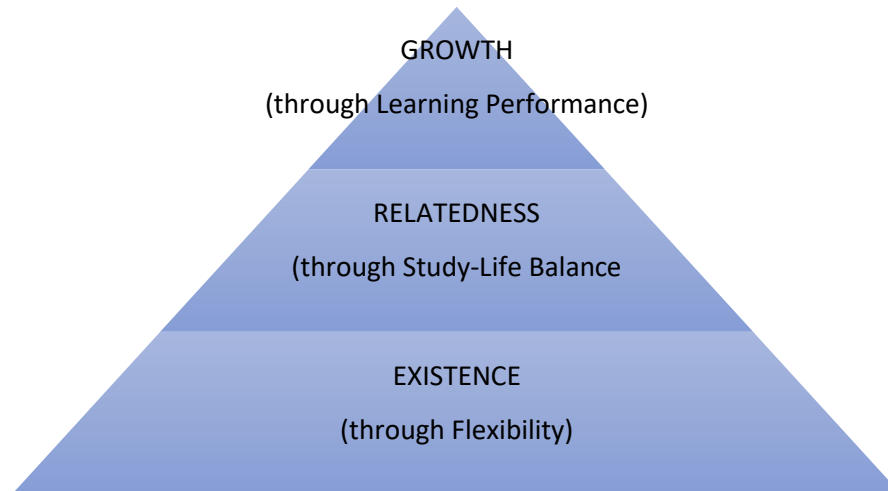 GROWTH
(through Learning Performance)
RELATEDNESS
(through Study-Life Balance
EXISTENCE
(through Flexibility)